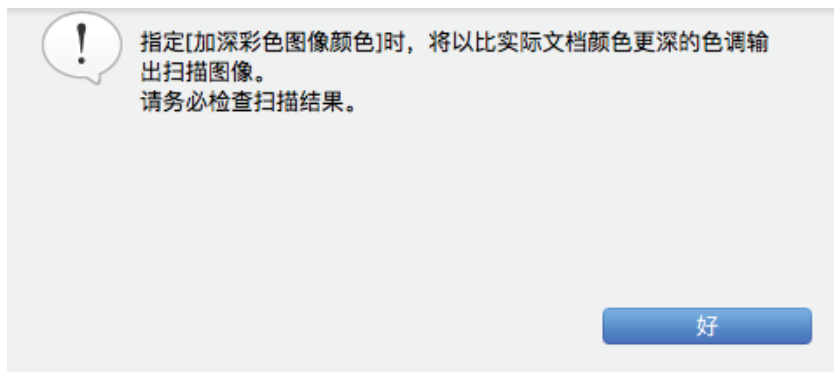 指定[加深彩色图像颜色]时，将以比实际文档颜色更深的色调输
出扫描图像。
请务必检查扫描结果。
好